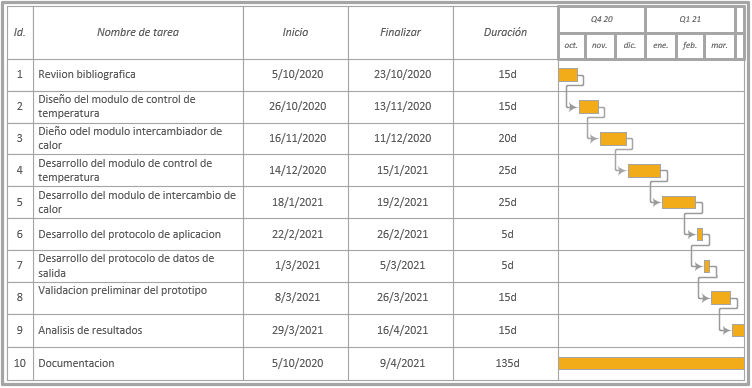 Id. Nombre de tarea Inicio Finalizar Duración Q4 20 Q1 21
oct. nov. dic. ene. feb. mar.
1 Reviion bibliografica 5/10/2020 23/10/2020 15d
2 Diseño del modulo de control de temperatura 26/10/2020 13/11/2020 15d
3 Dieño odel modulo intercambiador de calor 16/11/2020 11/12/2020 20d
4 Desarrollo del modulo de control de temperatura 14/12/2020 15/1/2021 25d
5 Desarrollo del modulo de intercambio de calor 18/1/2021 19/2/2021 25d
6 Desarrollo del protocolo de aplicacion 22/2/2021 26/2/2021 5d
7 Desarrollo del protocolo de datos de salida 1/3/2021 5/3/2021 5d
8 Validacion preliminar del prototipo 8/3/2021 26/3/2021 15d
9 Analisis de resultados 29/3/2021 16/4/2021 15d
10 Documentacion 5/10/2020 9/4/2021 135d